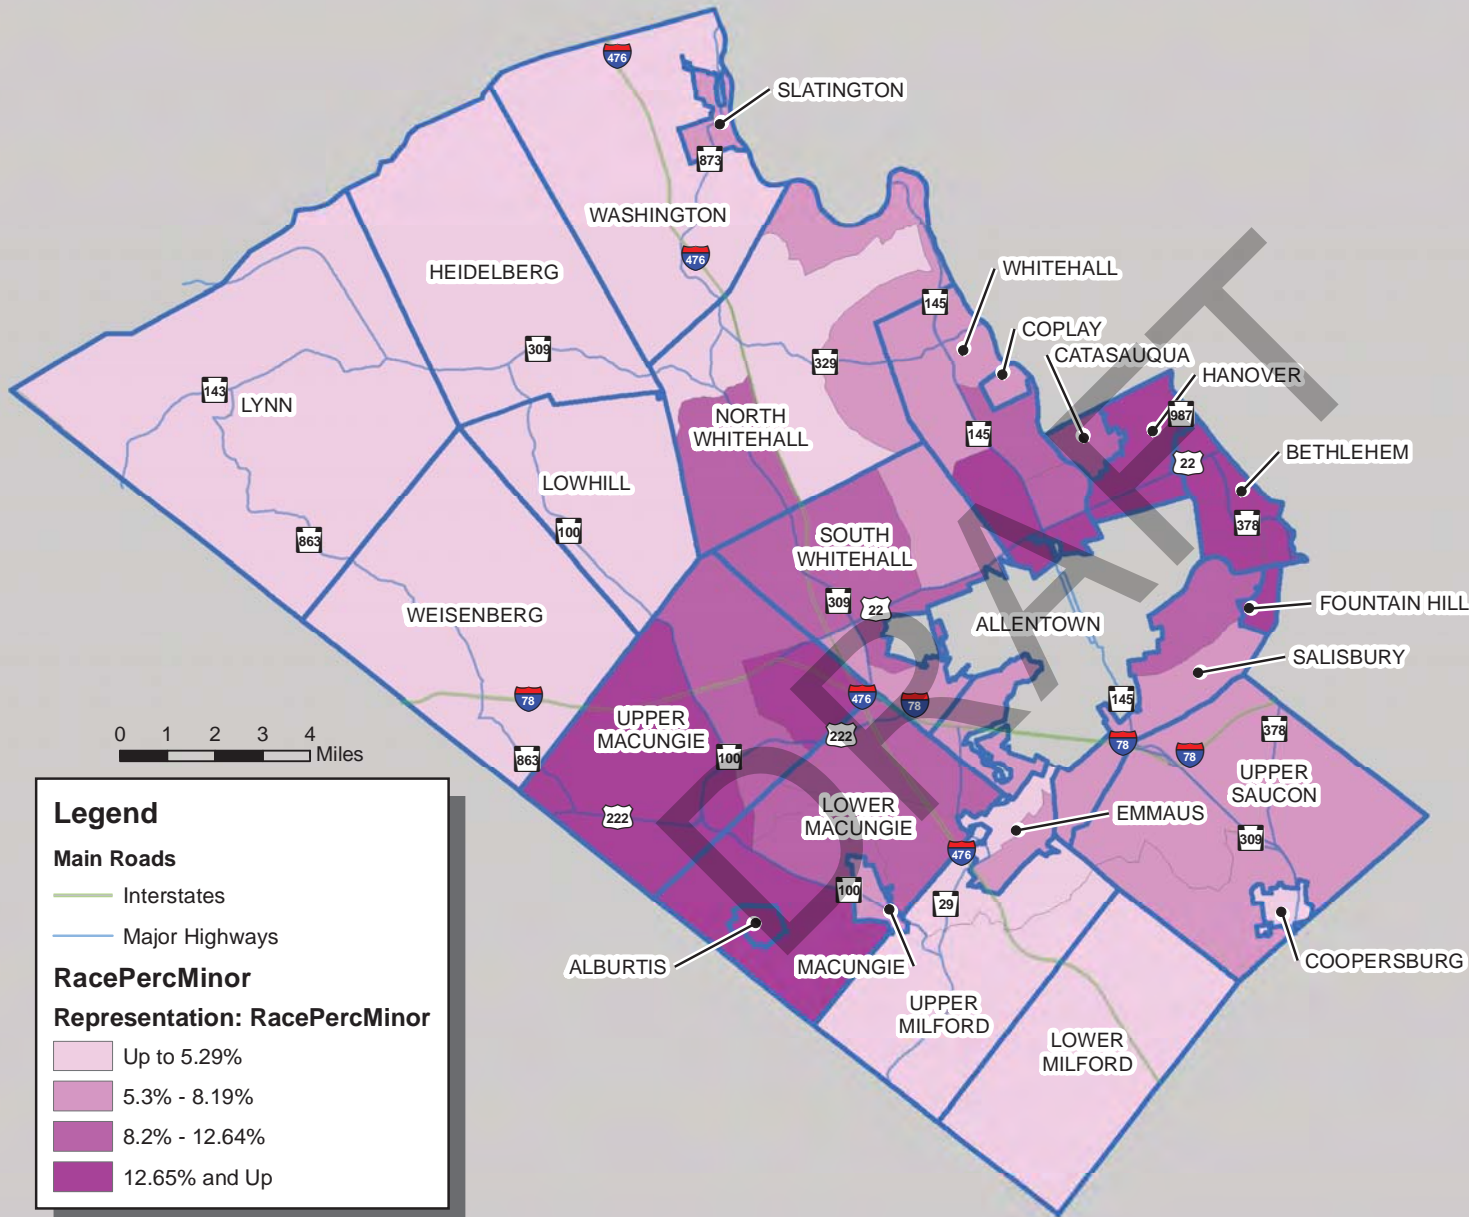 476
SLATINGTON
873
WASHINGTON
476
HEIDELBERG
WHITEHALL
145
COPLAY
309
329
CATASAUQUA
HANOVER
143
LYNN
987
NORTH
WHITEHALL
145
BETHLEHEM
22
LOWHILL
378
100
863
SOUTH
WHITEHALL
309
22
FOUNTAIN HILL
WEISENBERG
ALLENTOWN
SALISBURY
78
476
78
145
UPPER
MACUNGIE
222
78
78
378
0 1 2 3 4
Miles
863
100
UPPER
SAUCON
222
LOWER
MACUNGIE
EMMAUS
309
476
100
29
ALBURTIS
MACUNGIE
COOPERSBURG
UPPER
MILFORD
LOWER
MILFORD
DRAFT
Legend
Main Roads
Interstates
Major Highways
RacePercMinor
Representation: RacePercMinor
Up to 5.29%
5.3% - 8.19%
8.2% - 12.64%
12.65% and Up